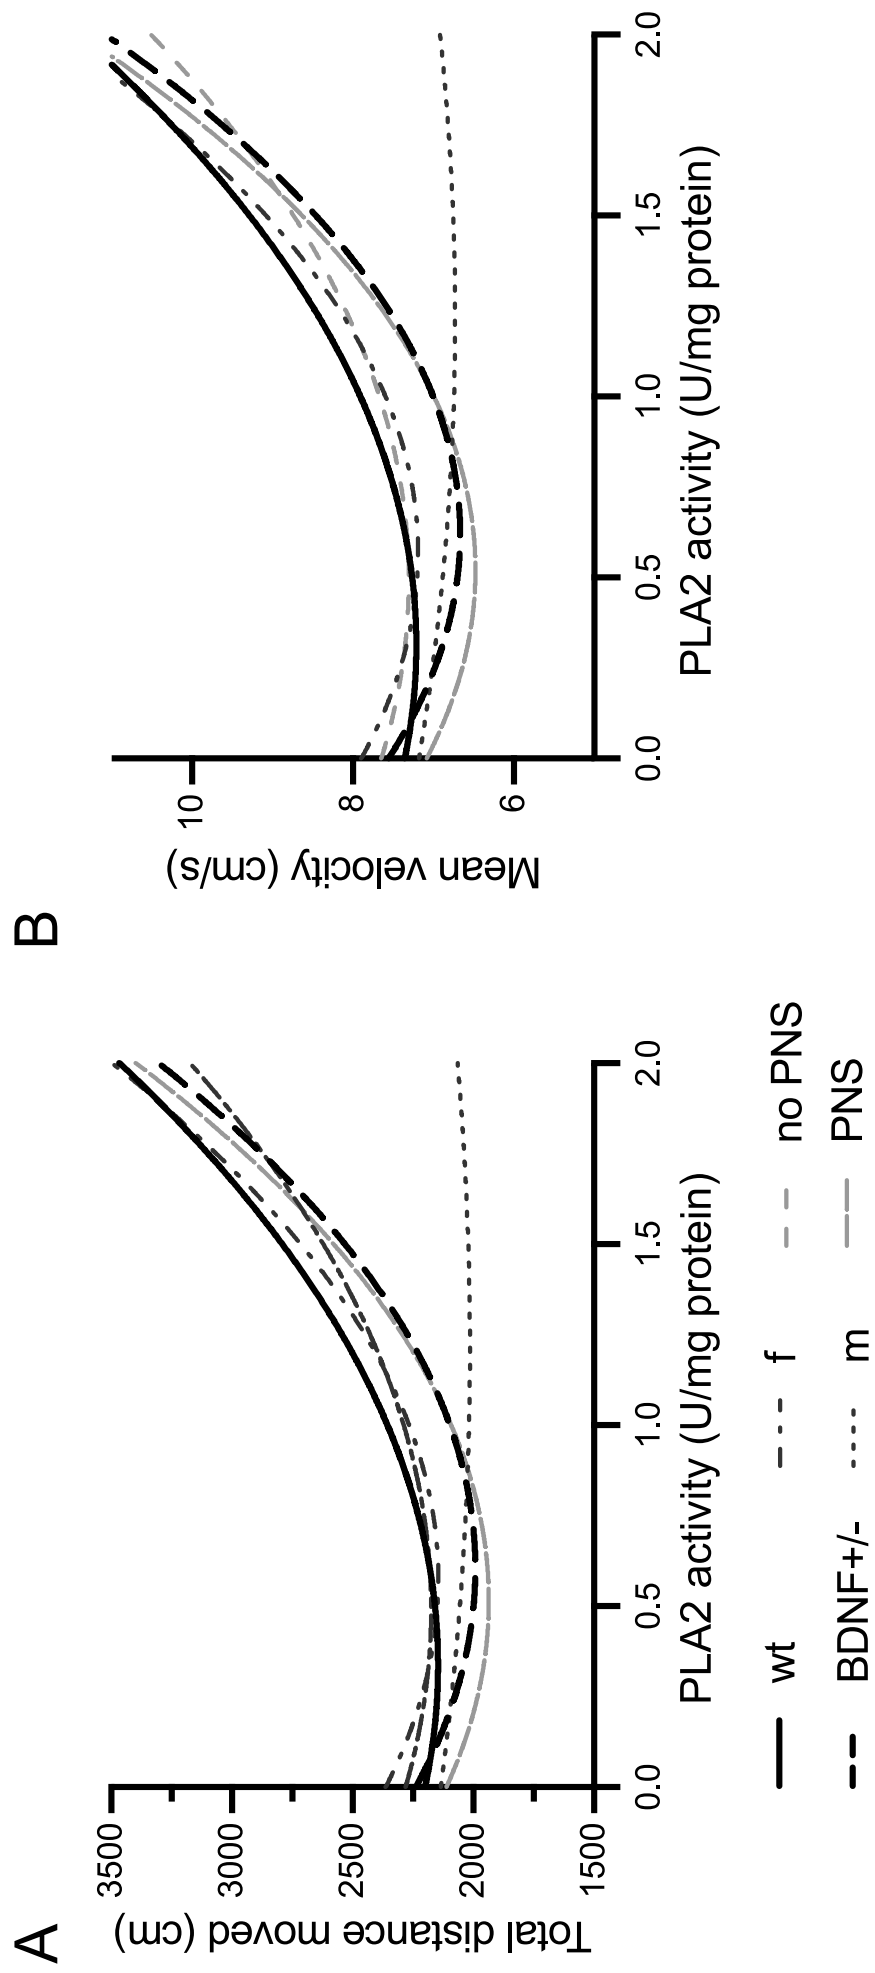 A
Total distance moved (cm)
3500
3000
2500
2000
1500
0.0 0.5 1.0 1.5 2.0
PLA2 activity (U/mg protein)
B
Mean velocity (cm/s)
10
8
6
0.0 0.5 1.0 1.5 2.0
PLA2 activity (U/mg protein)
wt f no PNS
BDNF+/- m PNS